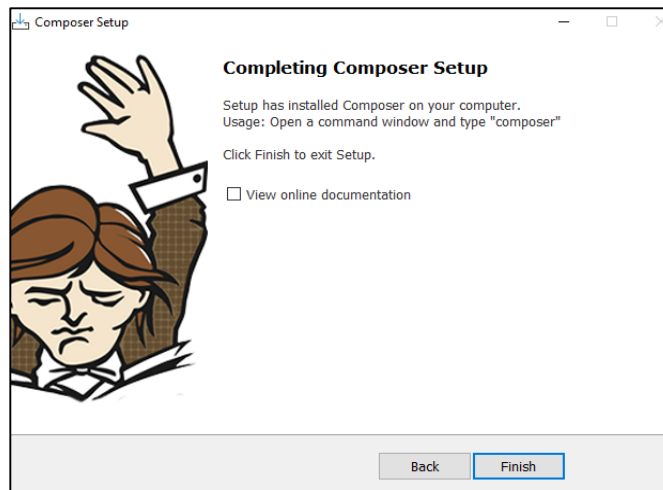 Composer Setup
Completing Composer Setup
Setup has installed Composer on your computer.
Usage: Open a command window and type "composer"
Click Finish to exit Setup.
View online documentation
Back
Finish